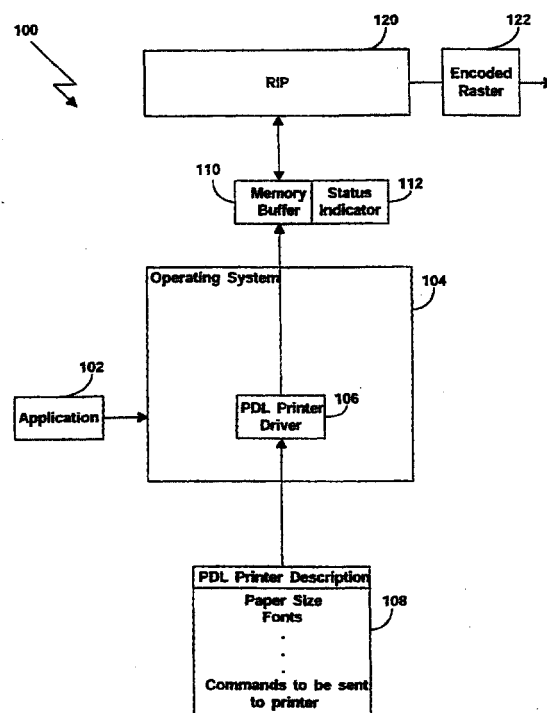 100
120
122
RIP
Encoded
Raster
110
Memory
Buffer
Status
Indicator
112
Operating System
104
102
Application
PDL Printer
Driver
106
PDL Printer Description
Paper Size
Fonts
.
.
.
108
Commands to be sent
to printer